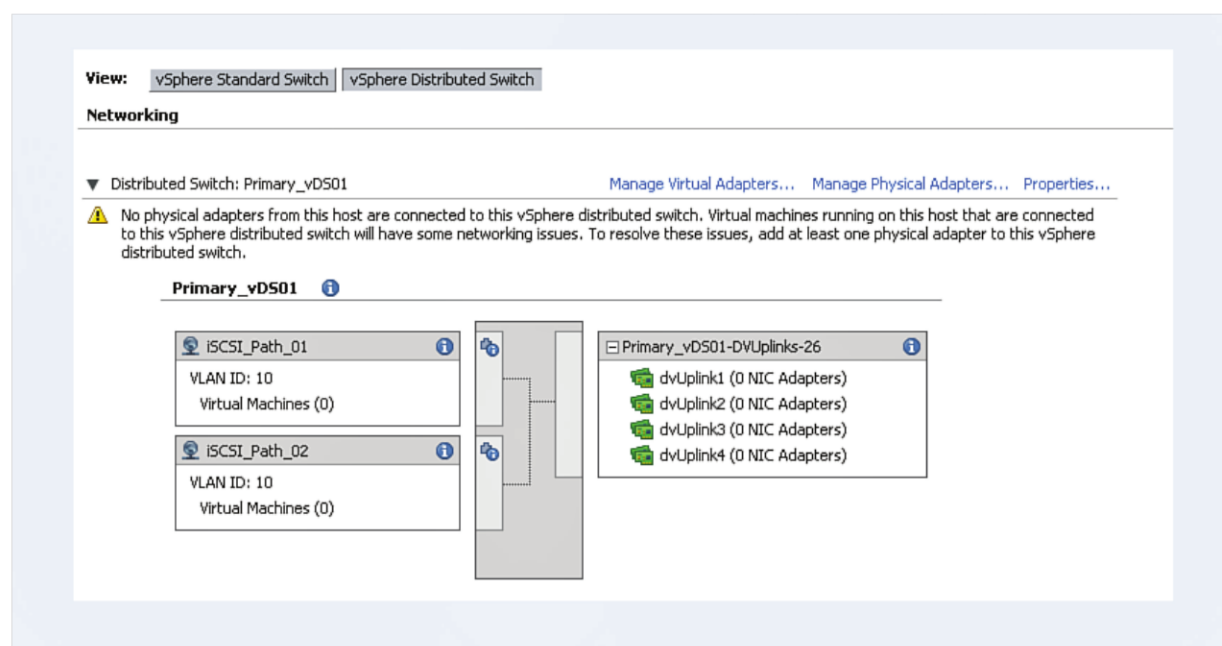 View: vSphere Standard Switch vSphere Distributed Switch
Networking
Distributed Switch: Primary_vDS01 Manage Virtual Adapters... Manage Physical Adapters... Properties...
No physical adapters from this host are connected to this vSphere distributed switch. Virtual machines running on this host that are connected
to this vSphere distributed switch will have some networking issues. To resolve these issues, add at least one physical adapter to this vSphere
distributed switch.
Primary_vDS01
iSCSI_Path_01
VLAN ID: 10
Virtual Machines (0)
iSCSI_Path_02
VLAN ID: 10
Virtual Machines (0)
Primary_vDS01-DVUplinks-26
dvUplink1 (0 NIC Adapters)
dvUplink2 (0 NIC Adapters)
dvUplink3 (0 NIC Adapters)
dvUplink4 (0 NIC Adapters)